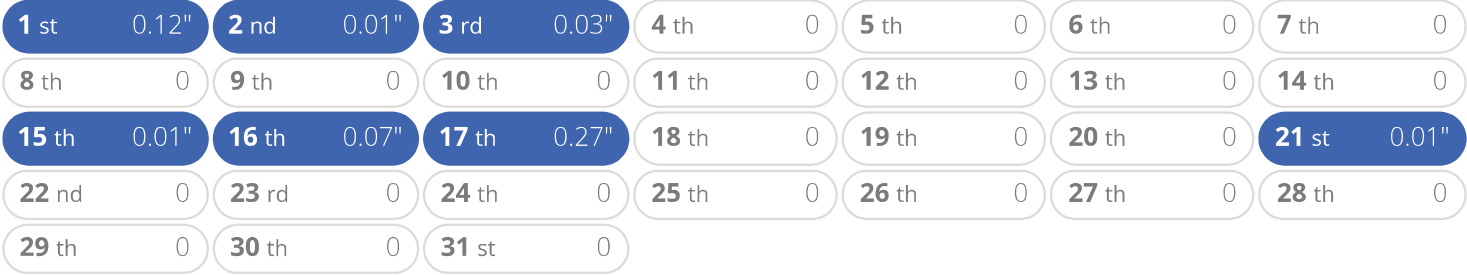 1 st 0.12" 2 nd 0.01" 3 rd 0.03" 4 th 0 5 th 0 6 th 0 7 th 0
8 th 0 9 th 0 10 th 0 11 th 0 12 th 0 13 th 0 14 th 0
15 th 0.01" 16 th 0.07" 17 th 0.27" 18 th 0 19 th 0 20 th 0 21 st 0.01"
22 nd 0 23 rd 0 24 th 0 25 th 0 26 th 0 27 th 0 28 th 0
29 th 0 30 th 0 31 st 0